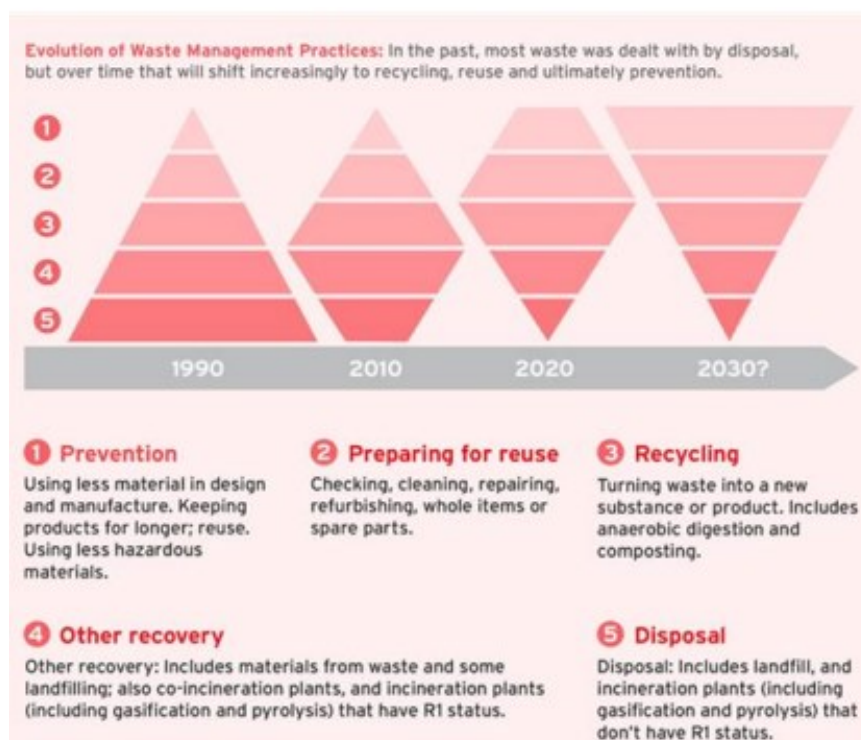 Evolution of Waste Management Practices: In the past, most waste was dealt with by disposal,
but over time that will shift increasingly to recycling, reuse and ultimately prevention.
1
2
3
4
5
1990 2010 2020 2030?
1 Prevention
Using less material in design
and manufacture. Keeping
products for longer; reuse.
Using less hazardous
materials.
2 Preparing for reuse
Checking, cleaning, repairing,
refurbishing, whole items or
spare parts.
3 Recycling
Turning waste into a new
substance or product. Includes
anaerobic digestion and
composting.
4 Other recovery
Other recovery: Includes materials from waste and some
landfilling; also co-incineration plants, and incineration plants
(including gasification and pyrolysis) that have R1 status.
5 Disposal
Disposal: Includes landfill, and
incineration plants (including
gasification and pyrolysis) that
don't have R1 status.